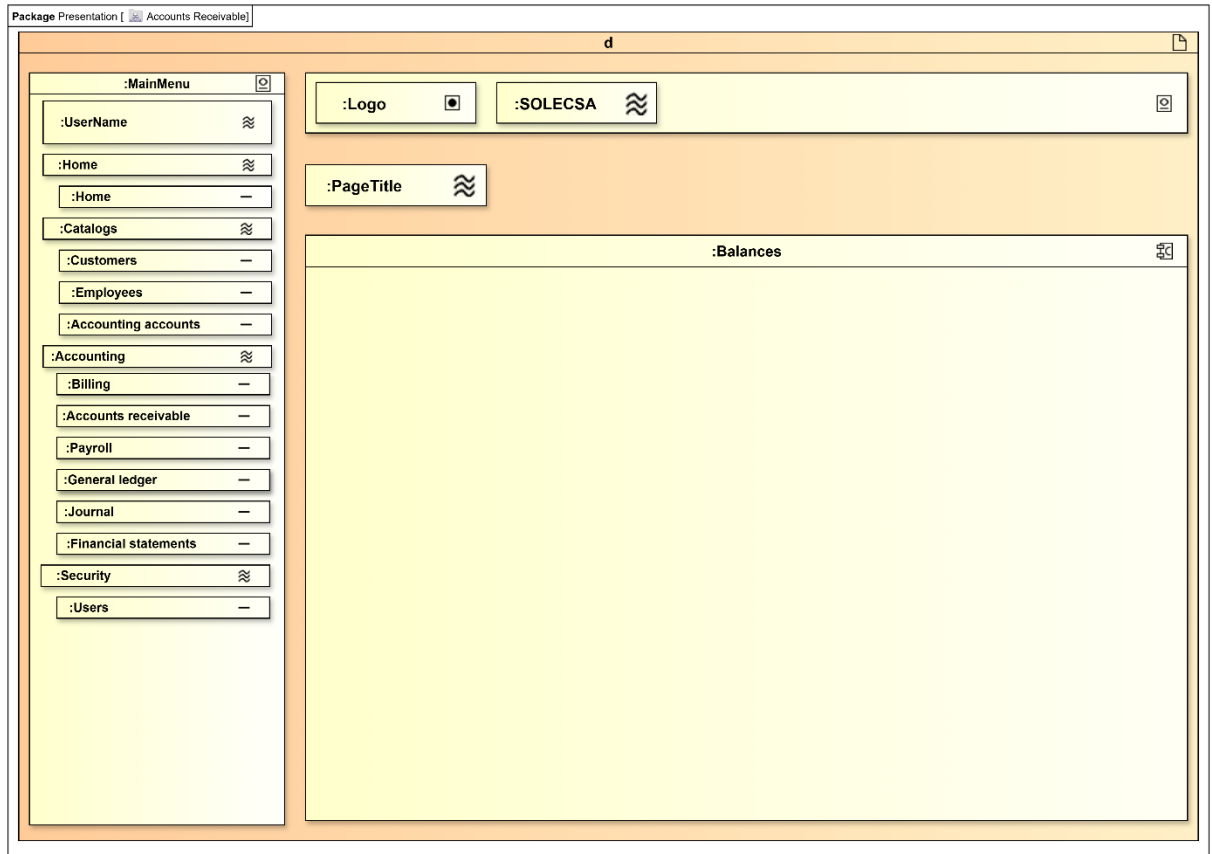 Package Presentation [ Accounts Receivable]
d
:MainMenu
:UserName
:Home
:Home
:Catalogs
:Customers
:Employees
:Accounting accounts
:Accounting
:Billing
:Accounts receivable
:Payroll
:General ledger
:Journal
:Financial statements
:Security
:Users
:Logo
:SOLECSA
:PageTitle
:Balances